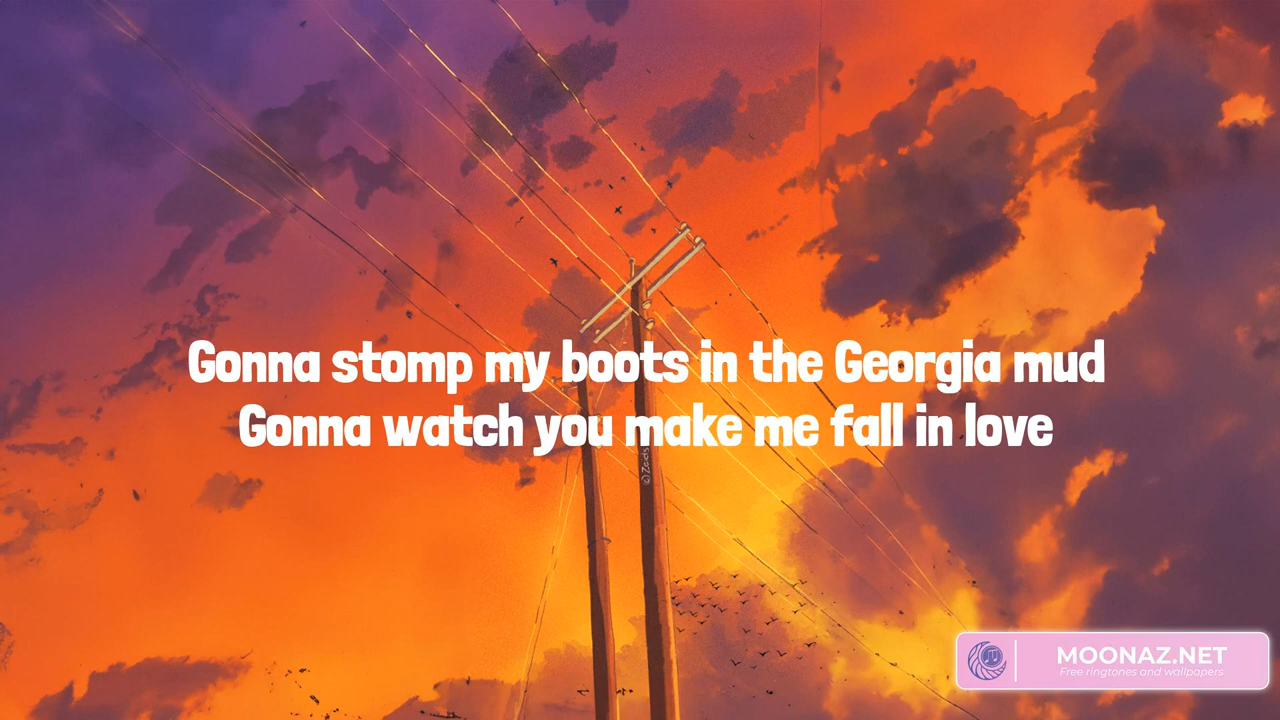 Gonna stomp my boots in the Georgia mud
Gonna watch you make me fall in love
©Zaids
MOONAZ.NET
Free ringtones and wallpapers